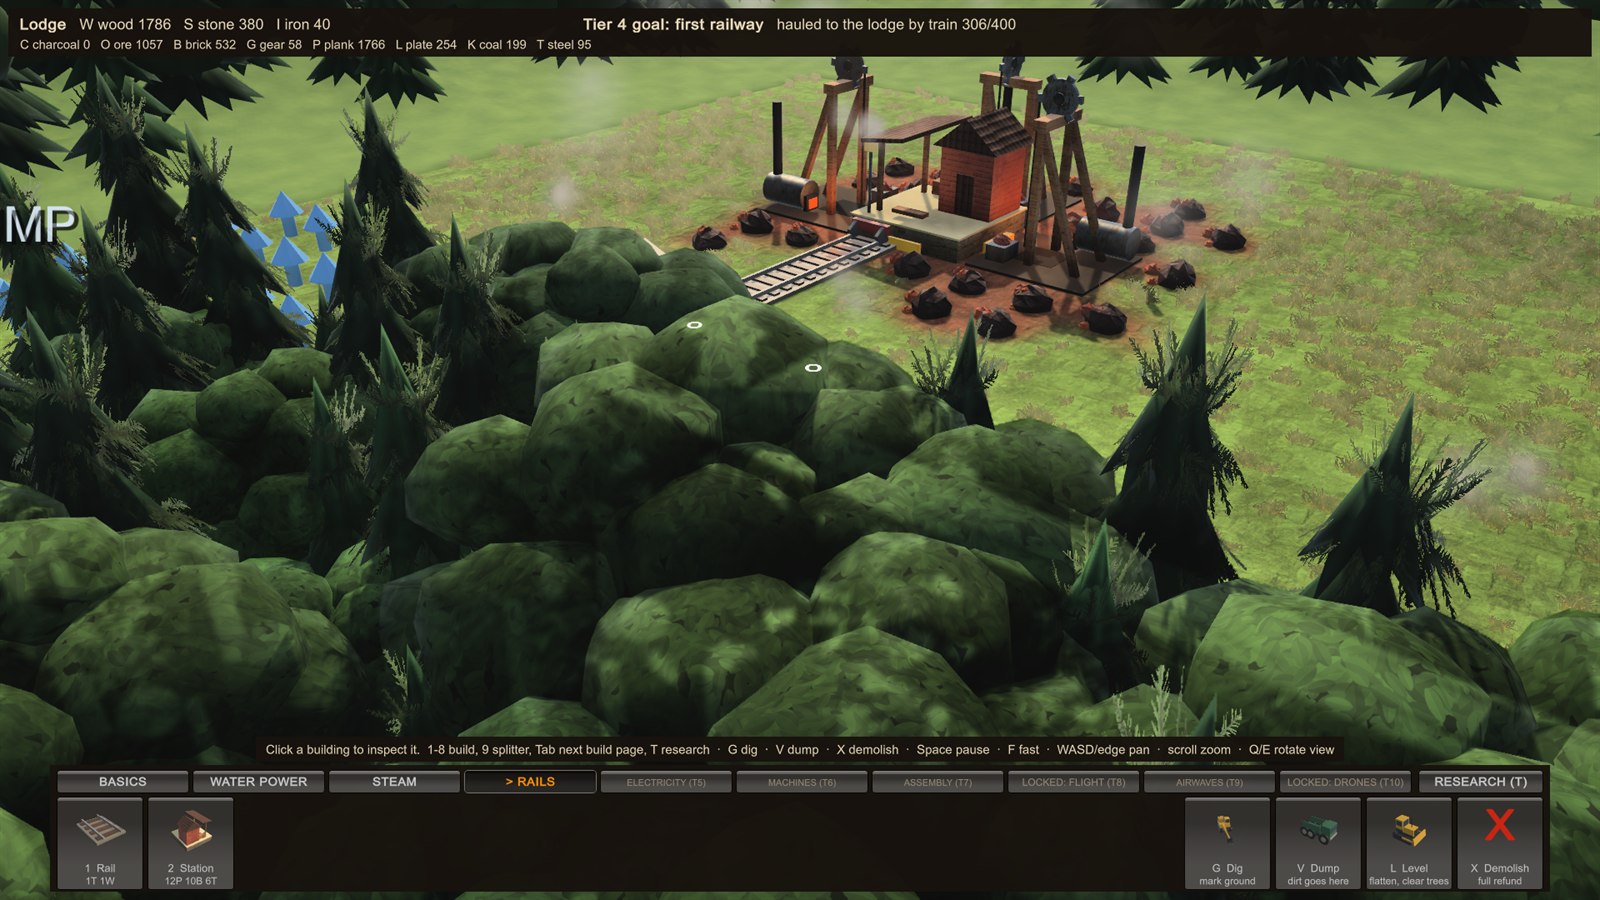 Lodge W wood 1786 S stone 380 I iron 40
Tier 4 goal: first railway hauled to the lodge by train 306/400
C charcoal 0 O ore 1057 B brick 532 G gear 58 P plank 1766 L plate 254 K coal 199 T steel 95
MP
Click a building to inspect it. 1-8 build, 9 splitter, Tab next build page, T research · G dig · V dump · X demolish · Space pause · F fast · WASD/edge pan · scroll zoom · Q/E rotate view
BASICS
WATER POWER
STEAM
> RAILS
ELECTRICITY (T5)
MACHINES (T6)
ASSEMBLY (T7)
LOCKED: FLIGHT (T8)
AIRWAYS (T9)
LOCKED: DRONES (T10)
RESEARCH (T)
1 Rail
1T 1W
2 Station
12P 10B 6T
G Dig
mark ground
V Dump
dirt goes here
L Level
flatten, clear trees
X Demolish
full refund